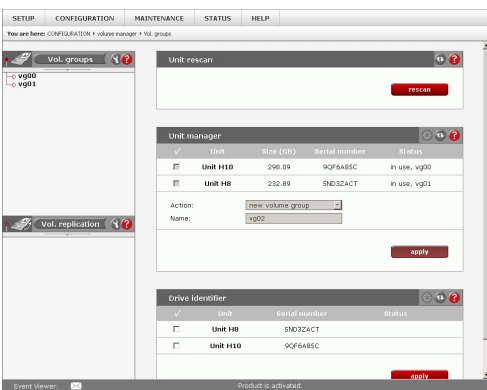 SETUP CONFIGURATION MAINTENANCE STATUS HELP
You are here: CONFIGURATION volume manager Vol. groups
Vol. groups
vg00
vg01
Vol. replication
Unit rescan
rescan
Unit manager
Unit Size (GB) Serial number Status
Unit H10 298.09 9QF6A8SC in use, vg00
Unit H8 232.89 5ND3ZACT in use, vg01
Action: new volume group
Name: vg02
apply
Drive identifier
Unit Serial number Status
Unit H8 5ND3ZACT
Unit H10 9QF6A8SC
apply
Event Viewer: Product is activated.